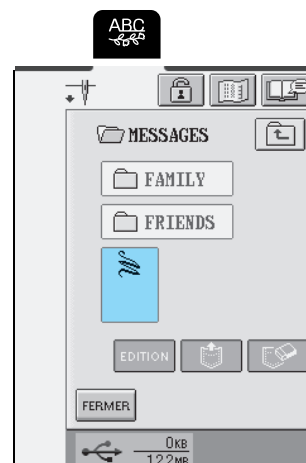 ABC
MESSAGES
FAMILY
FRIENDS
EDITION
FERMER
0KB
122MB